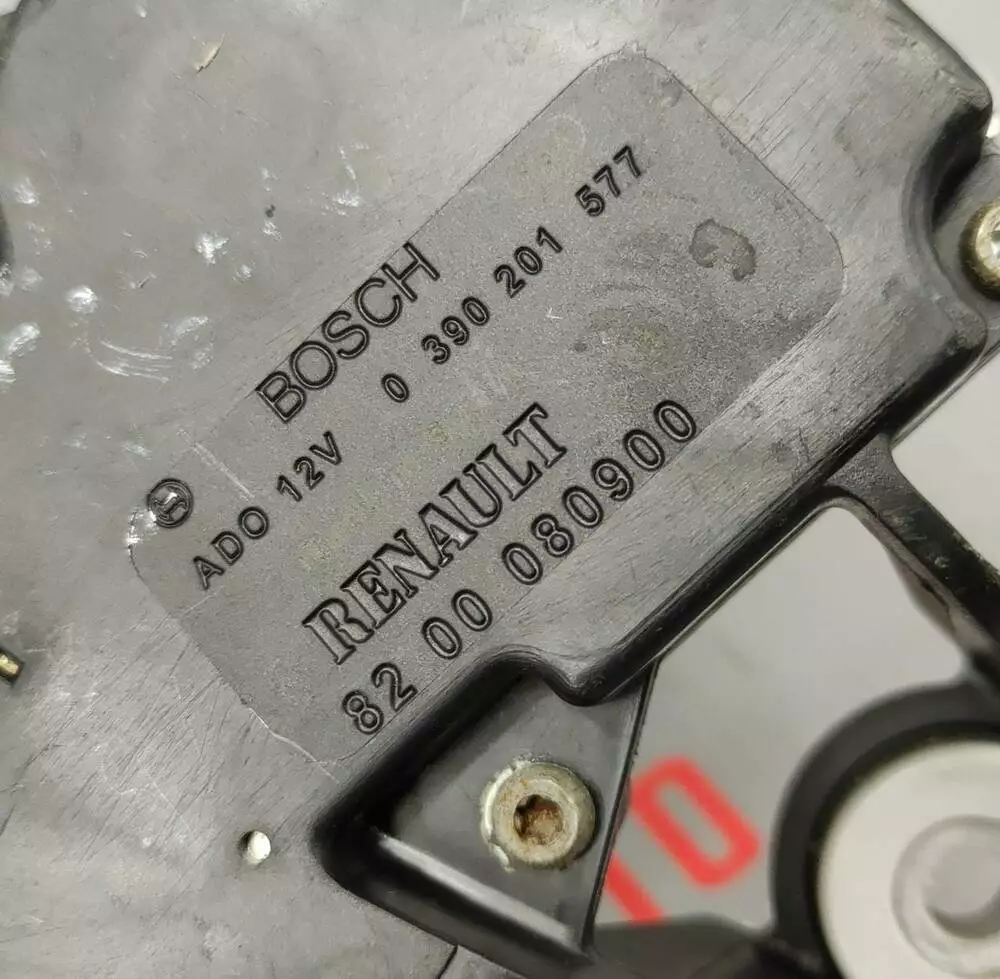 BOSCH
ADO 12V 0 390 201 577
RENAULT
82 00 080900